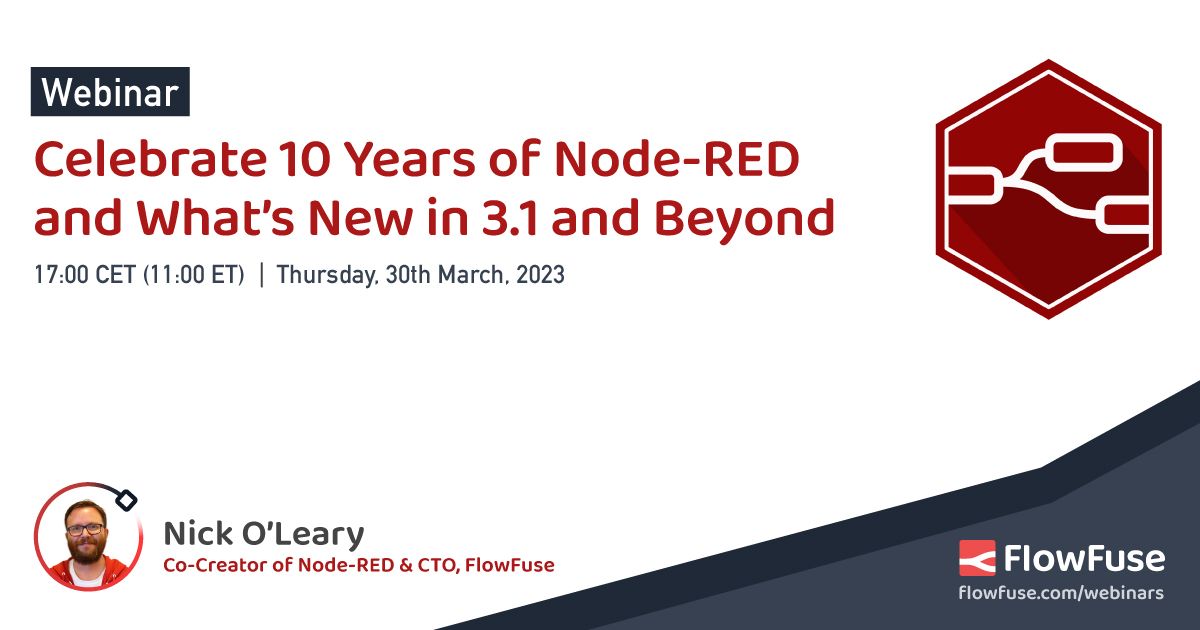 Webinar
Celebrate 10 Years of Node-RED
and What's New in 3.1 and Beyond
17:00 CET (11:00 ET) | Thursday, 30th March, 2023
Nick O'Leary
Co-Creator of Node-RED & CTO, FlowFuse
FlowFuse
flowfuse.com/webinars